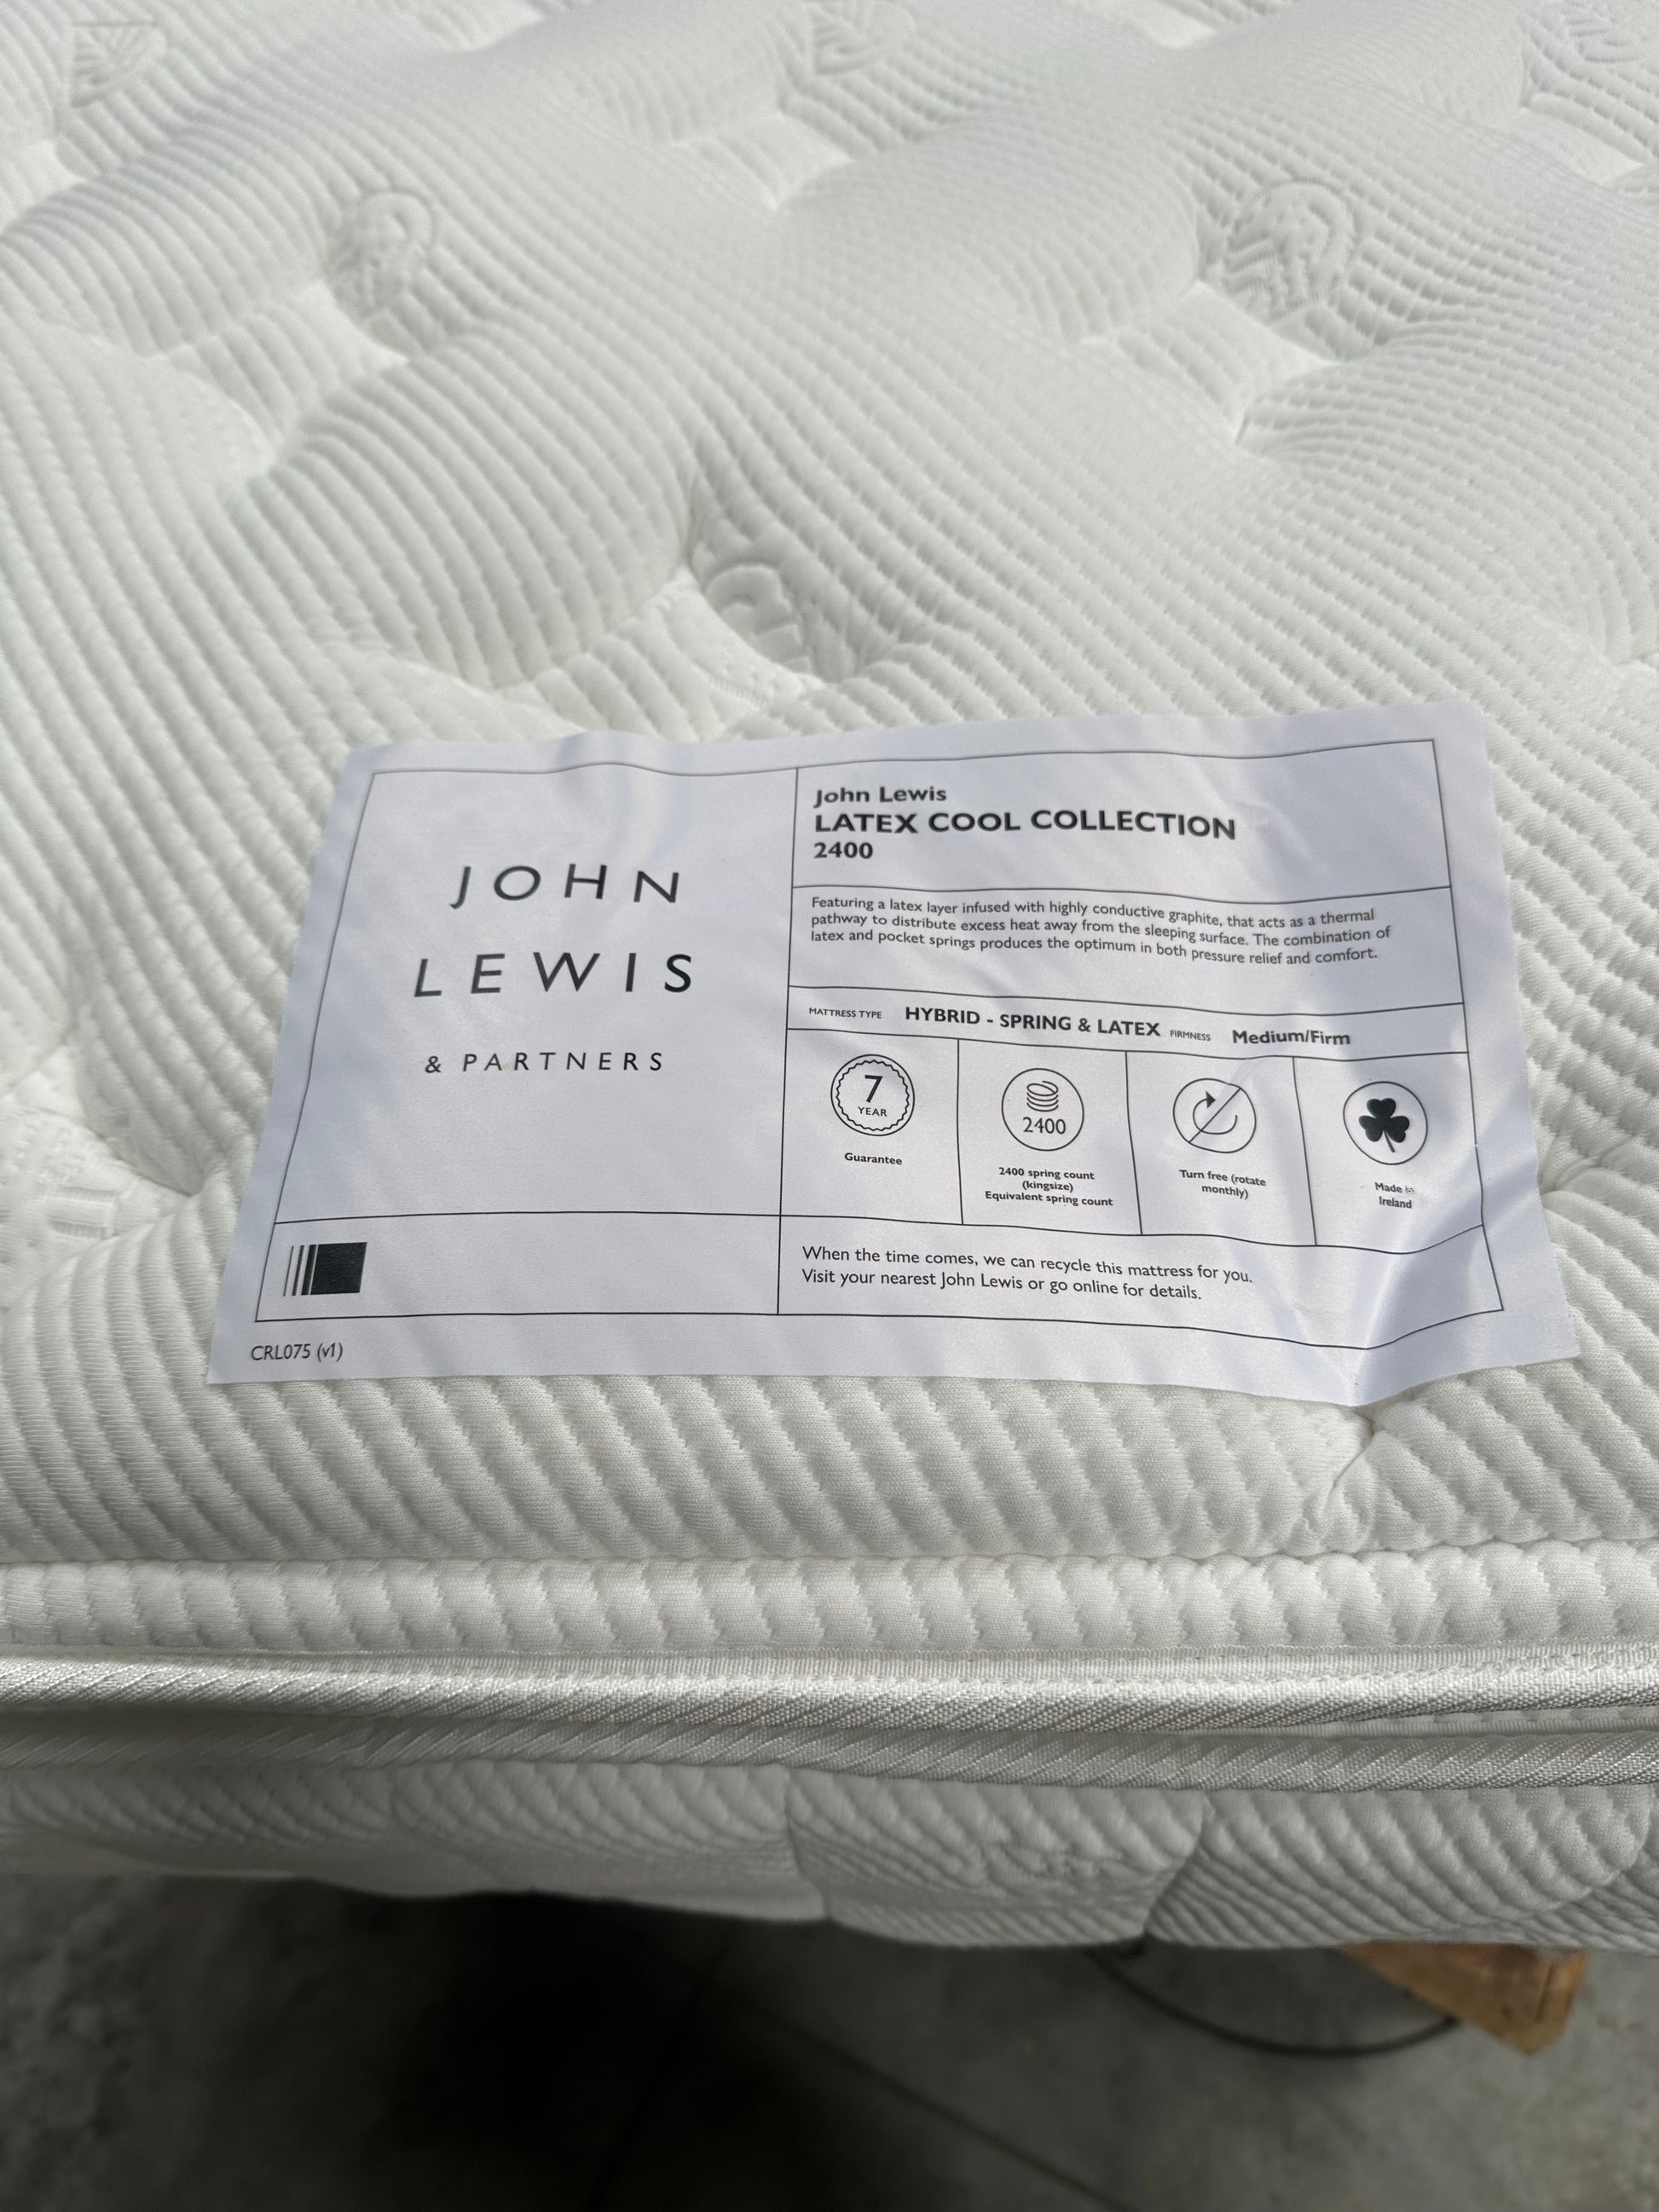 JOHN
LEWIS
& PARTNERS
John Lewis
LATEX COOL COLLECTION
2400
Featuring a latex layer infused with highly conductive graphite, that acts as a thermal
pathway to distribute excess heat away from the sleeping surface. The combination of
latex and pocket springs produces the optimum in both pressure relief and comfort.
MATTRESS TYPE HYBRID - SPRING & LATEX FIRMNESS Medium/Firm
7
YEAR
Guarantee
2400
2400 spring count
(kingsize)
Equivalent spring count
Turn free (rotate
monthly)
Made in
Ireland
When the time comes, we can recycle this mattress for you.
Visit your nearest John Lewis or go online for details.
CRL075 (v1)